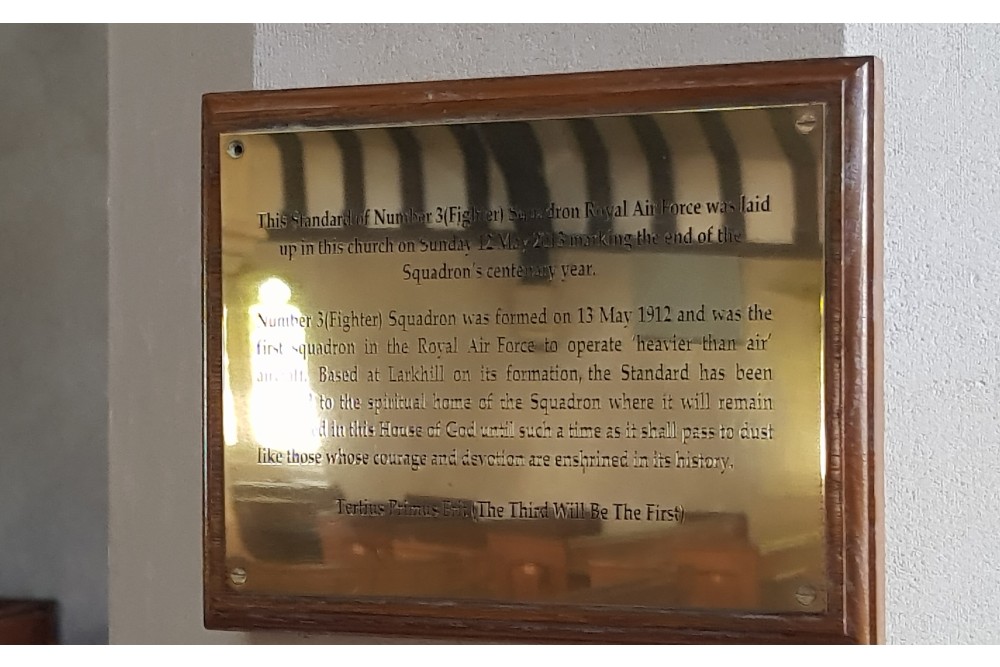 This Standard of Number 3(Fighter) Squadron Royal Air Force was laid
up in this church on Sunday 12 May 2013 marking the end of the
Squadron's centenary year.
Number 3(Fighter) Squadron was formed on 13 May 1912 and was the
first squadron in the Royal Air Force to operate 'heavier than air'
aircraft. Based at Larkhill on its formation, the Standard has been
to the spiritual home of the Squadron where it will remain
in this House of God until such a time as it shall pass to dust
like those whose courage and devotion are enshrined in its history.
Tertius Primus Erit (The Third Will Be The First)